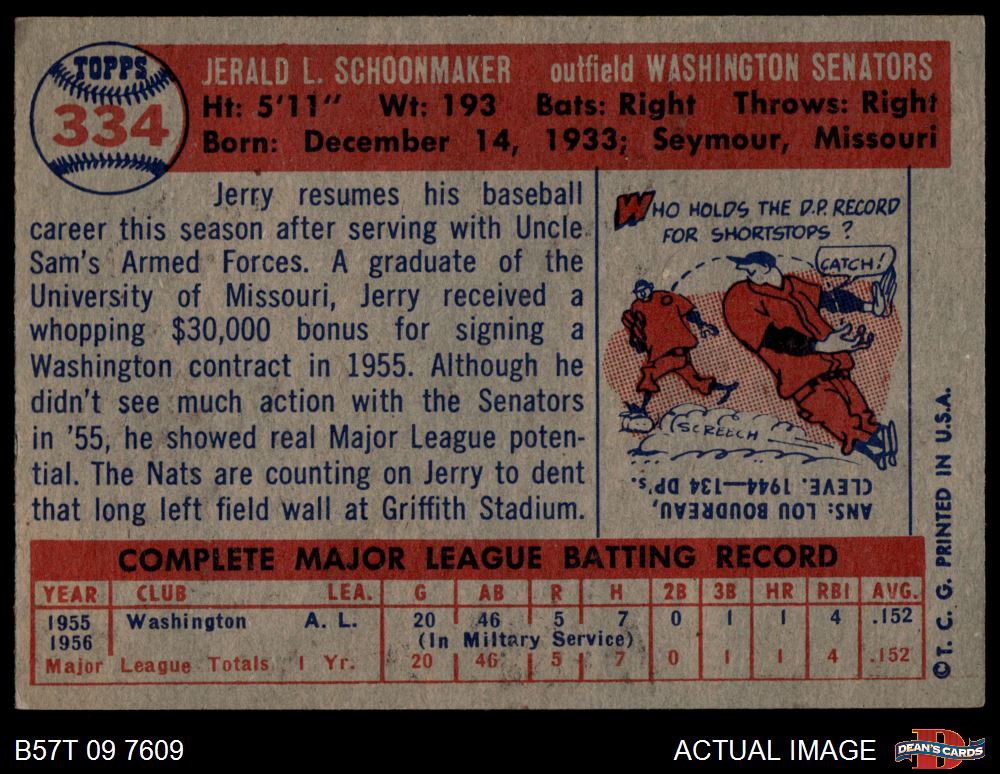 TOPPS
334
JERALD L. SCHOONMAKER outfield WASHINGTON SENATORS
Ht: 5'11" Wt: 193 Bats: Right Throws: Right
Born: December 14, 1933; Seymour, Missouri
Jerry resumes his baseball
career this season after serving with Uncle
Sam's Armed Forces. A graduate of the
University of Missouri, Jerry received a
whopping $30,000 bonus for signing a
Washington contract in 1955. Although he
didn't see much action with the Senators
in '55, he showed real Major League poten-
tial. The Nats are counting on Jerry to dent
that long left field wall at Griffith Stadium.
WHO HOLDS THE D.P. RECORD
FOR SHORTSTOPS ?
CATCH!
SCREECH
ANS: LOU BOUDREAU,
CLEVE. 1944—134 DP's.
COMPLETE MAJOR LEAGUE BATTING RECORD
YEAR CLUB LEA. G AB R H 2B 3B HR RBI AVG.
1955 Washington A. L. 20 46 5 7 0 1 1 4 .152
1956 (In Military Service)
Major League Totals 1 Yr. 20 46 5 7 0 1 1 4 .152
©T. C. G. PRINTED IN U.S.A.
B57T 09 7609
ACTUAL IMAGE
D
DEAN'S CARDS